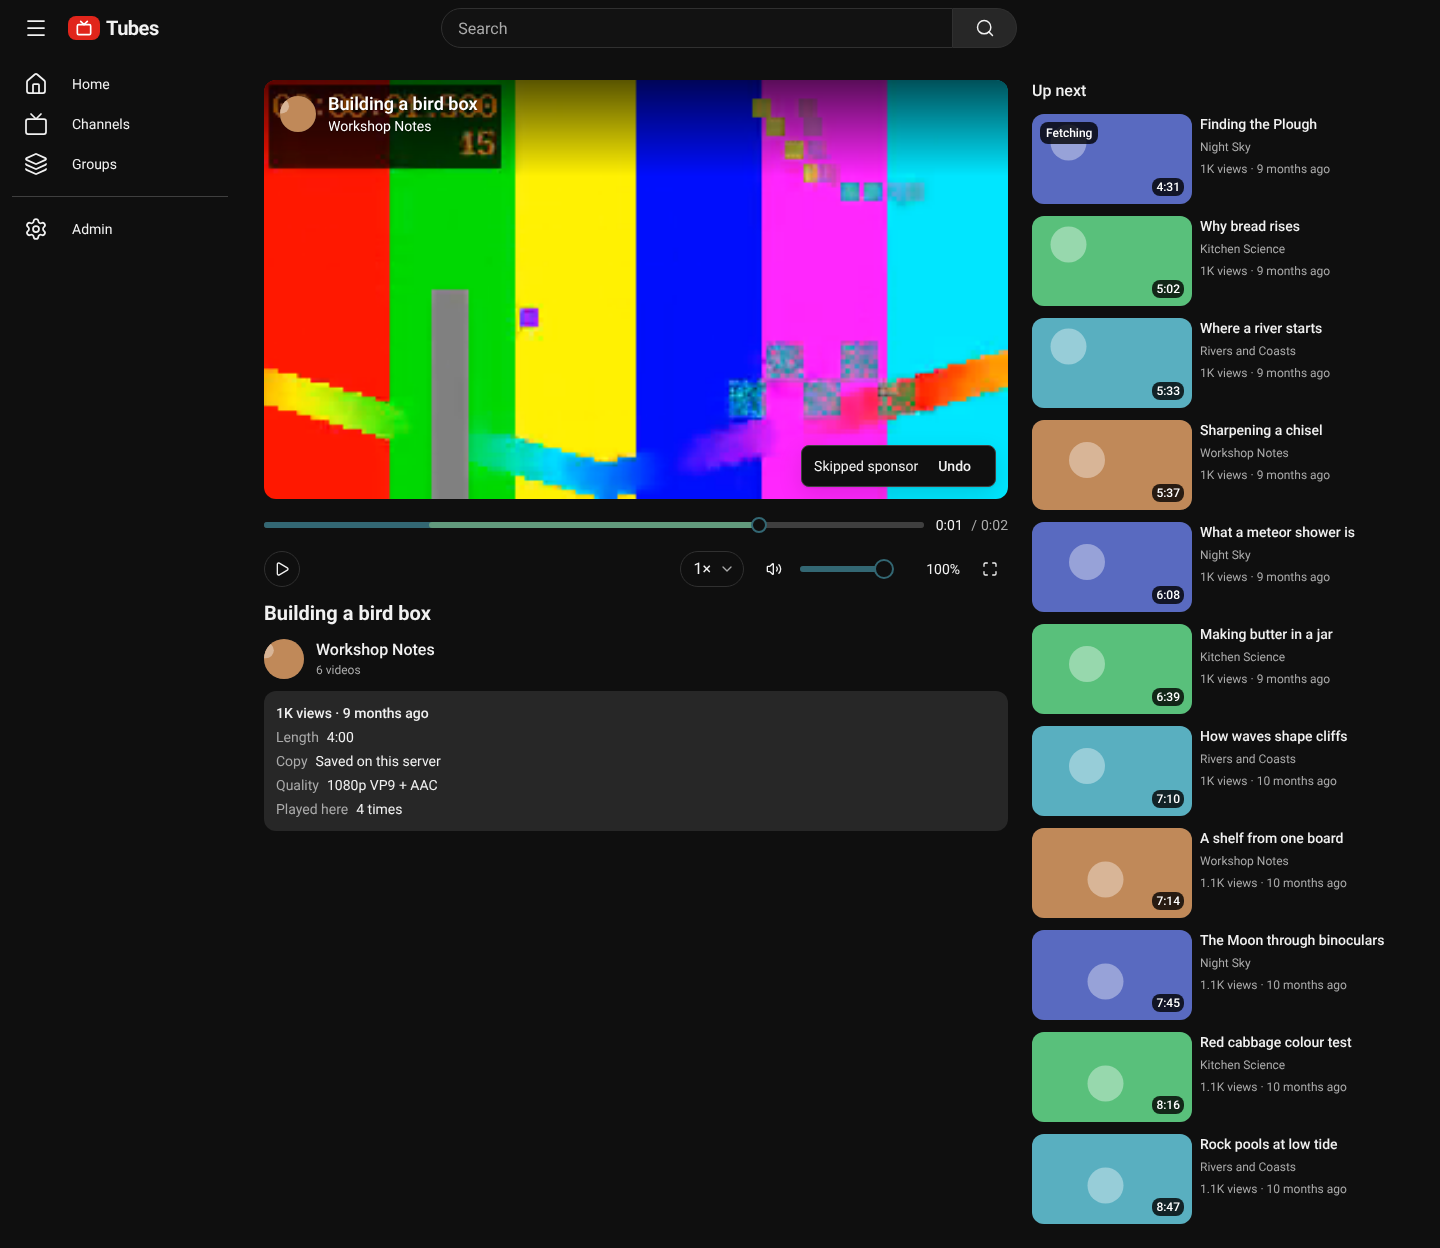 Tubes
Search
Home
Channels
Groups
Admin
Building a bird box
Workshop Notes
45
Skipped sponsor Undo
0:01 / 0:02
1× 100%
Building a bird box
Workshop Notes
6 videos
1K views · 9 months ago
Length 4:00
Copy Saved on this server
Quality 1080p VP9 + AAC
Played here 4 times
Up next
Fetching
4:31
Finding the Plough
Night Sky
1K views · 9 months ago
5:02
Why bread rises
Kitchen Science
1K views · 9 months ago
5:33
Where a river starts
Rivers and Coasts
1K views · 9 months ago
5:37
Sharpening a chisel
Workshop Notes
1K views · 9 months ago
6:08
What a meteor shower is
Night Sky
1K views · 9 months ago
6:39
Making butter in a jar
Kitchen Science
1K views · 9 months ago
7:10
How waves shape cliffs
Rivers and Coasts
1K views · 10 months ago
7:14
A shelf from one board
Workshop Notes
1.1K views · 10 months ago
7:45
The Moon through binoculars
Night Sky
1.1K views · 10 months ago
8:16
Red cabbage colour test
Kitchen Science
1.1K views · 10 months ago
8:47
Rock pools at low tide
Rivers and Coasts
1.1K views · 10 months ago